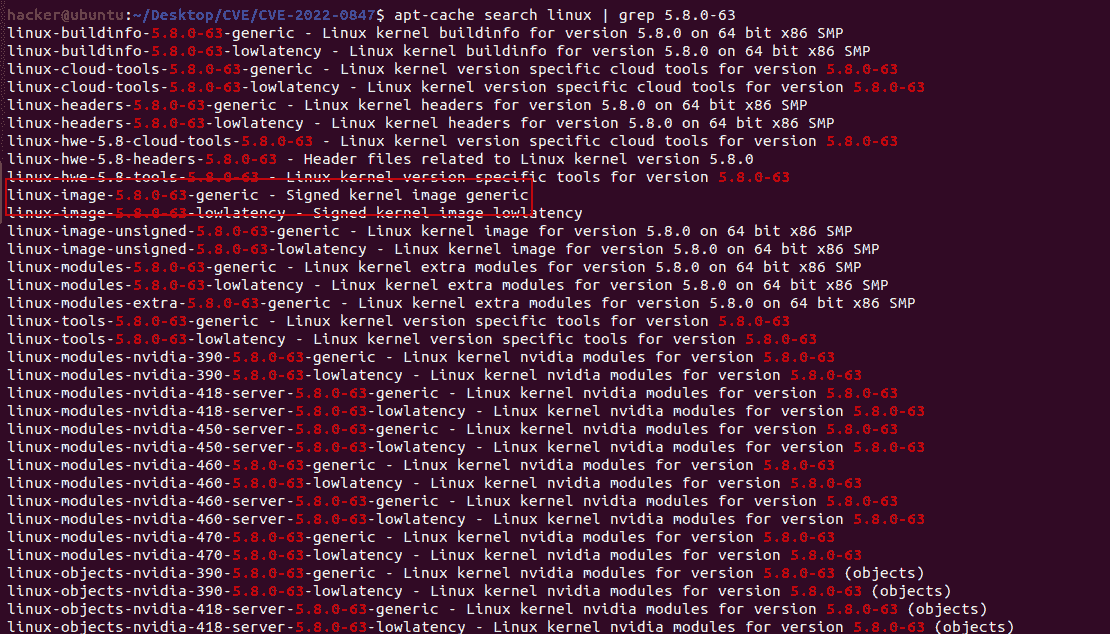 hacker@ubuntu:~/Desktop/CVE/CVE-2022-0847$ apt-cache search linux | grep 5.8.0-63
linux-buildinfo-5.8.0-63-generic - Linux kernel buildinfo for version 5.8.0 on 64 bit x86 SMP
linux-buildinfo-5.8.0-63-lowlatency - Linux kernel buildinfo for version 5.8.0 on 64 bit x86 SMP
linux-cloud-tools-5.8.0-63-generic - Linux kernel version specific cloud tools for version 5.8.0-63
linux-cloud-tools-5.8.0-63-lowlatency - Linux kernel version specific cloud tools for version 5.8.0-63
linux-headers-5.8.0-63-generic - Linux kernel headers for version 5.8.0 on 64 bit x86 SMP
linux-headers-5.8.0-63-lowlatency - Linux kernel headers for version 5.8.0 on 64 bit x86 SMP
linux-hwe-5.8-cloud-tools-5.8.0-63 - Linux kernel version specific cloud tools for version 5.8.0-63
linux-hwe-5.8-headers-5.8.0-63 - Header files related to Linux kernel version 5.8.0
linux-hwe-5.8-tools-5.8.0-63 - Linux kernel version specific tools for version 5.8.0-63
linux-image-5.8.0-63-generic - Signed kernel image generic
linux-image-5.8.0-63-lowlatency - Signed kernel image lowlatency
linux-image-unsigned-5.8.0-63-generic - Linux kernel image for version 5.8.0 on 64 bit x86 SMP
linux-image-unsigned-5.8.0-63-lowlatency - Linux kernel image for version 5.8.0 on 64 bit x86 SMP
linux-modules-5.8.0-63-generic - Linux kernel extra modules for version 5.8.0 on 64 bit x86 SMP
linux-modules-5.8.0-63-lowlatency - Linux kernel extra modules for version 5.8.0 on 64 bit x86 SMP
linux-modules-extra-5.8.0-63-generic - Linux kernel extra modules for version 5.8.0 on 64 bit x86 SMP
linux-tools-5.8.0-63-generic - Linux kernel version specific tools for version 5.8.0-63
linux-tools-5.8.0-63-lowlatency - Linux kernel version specific tools for version 5.8.0-63
linux-modules-nvidia-390-5.8.0-63-generic - Linux kernel nvidia modules for version 5.8.0-63
linux-modules-nvidia-390-5.8.0-63-lowlatency - Linux kernel nvidia modules for version 5.8.0-63
linux-modules-nvidia-418-server-5.8.0-63-generic - Linux kernel nvidia modules for version 5.8.0-63
linux-modules-nvidia-418-server-5.8.0-63-lowlatency - Linux kernel nvidia modules for version 5.8.0-63
linux-modules-nvidia-450-server-5.8.0-63-generic - Linux kernel nvidia modules for version 5.8.0-63
linux-modules-nvidia-450-server-5.8.0-63-lowlatency - Linux kernel nvidia modules for version 5.8.0-63
linux-modules-nvidia-460-5.8.0-63-generic - Linux kernel nvidia modules for version 5.8.0-63
linux-modules-nvidia-460-5.8.0-63-lowlatency - Linux kernel nvidia modules for version 5.8.0-63
linux-modules-nvidia-460-server-5.8.0-63-generic - Linux kernel nvidia modules for version 5.8.0-63
linux-modules-nvidia-460-server-5.8.0-63-lowlatency - Linux kernel nvidia modules for version 5.8.0-63
linux-modules-nvidia-470-5.8.0-63-generic - Linux kernel nvidia modules for version 5.8.0-63
linux-modules-nvidia-470-5.8.0-63-lowlatency - Linux kernel nvidia modules for version 5.8.0-63
linux-objects-nvidia-390-5.8.0-63-generic - Linux kernel nvidia modules for version 5.8.0-63 (objects)
linux-objects-nvidia-390-5.8.0-63-lowlatency - Linux kernel nvidia modules for version 5.8.0-63 (objects)
linux-objects-nvidia-418-server-5.8.0-63-generic - Linux kernel nvidia modules for version 5.8.0-63 (objects)
linux-objects-nvidia-418-server-5.8.0-63-lowlatency - Linux kernel nvidia modules for version 5.8.0-63 (objects)